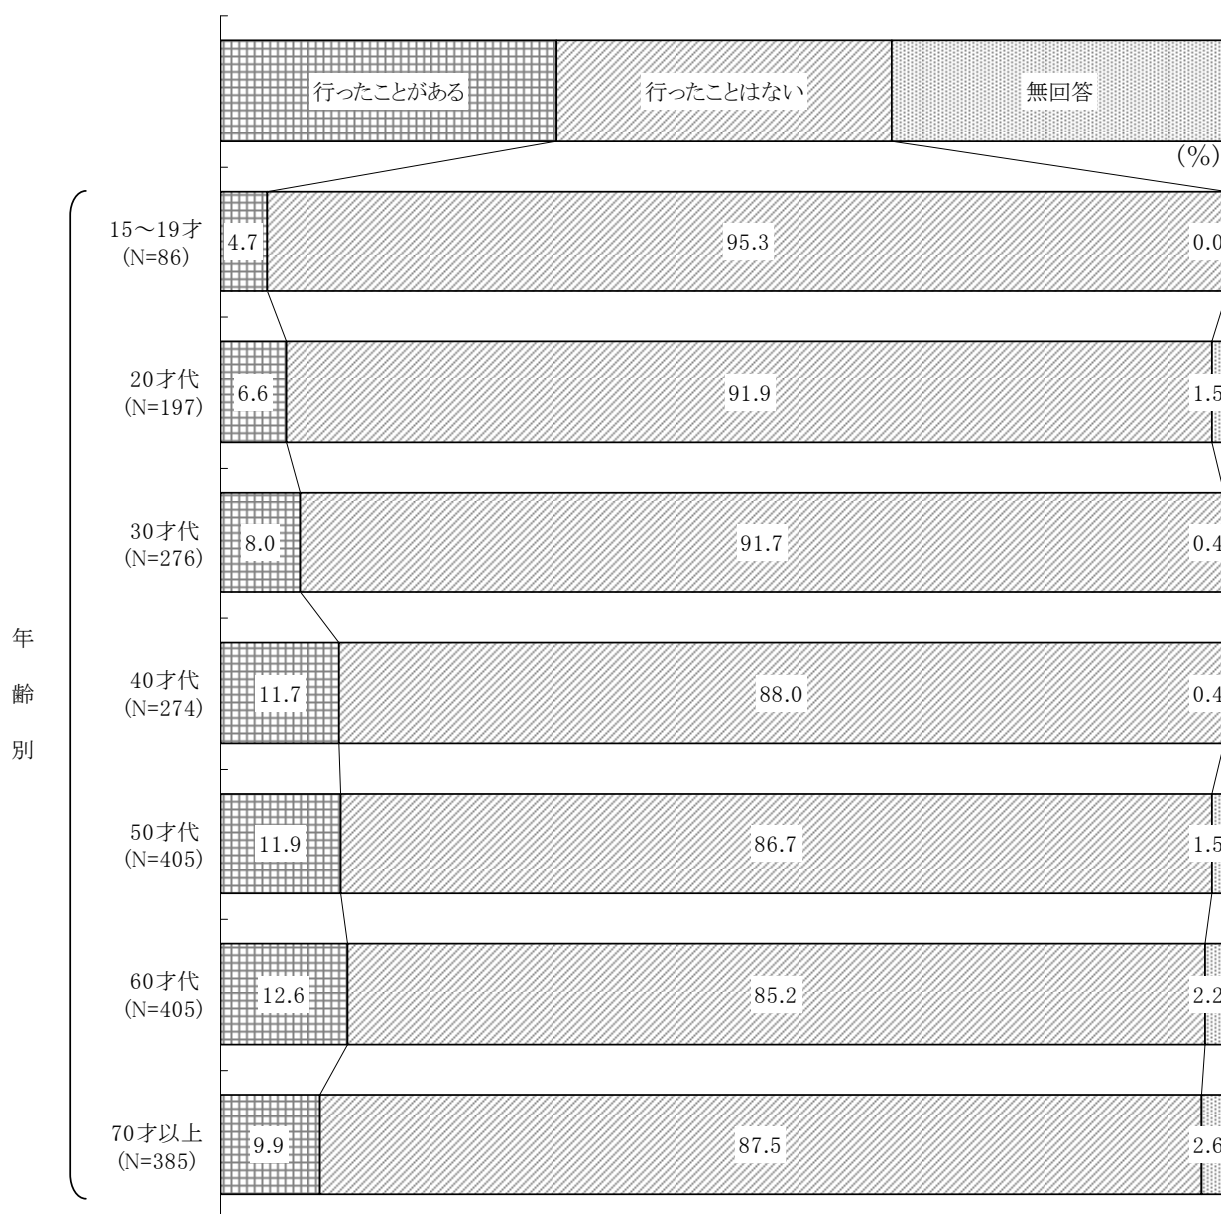 行ったことがある 行ったことはない 無回答
(%)
年齢別
15～19才
(N=86)
4.7 95.3 0.0
20才代
(N=197)
6.6 91.9 1.5
30才代
(N=276)
8.0 91.7 0.4
40才代
(N=274)
11.7 88.0 0.4
50才代
(N=405)
11.9 86.7 1.5
60才代
(N=405)
12.6 85.2 2.2
70才以上
(N=385)
9.9 87.5 2.6